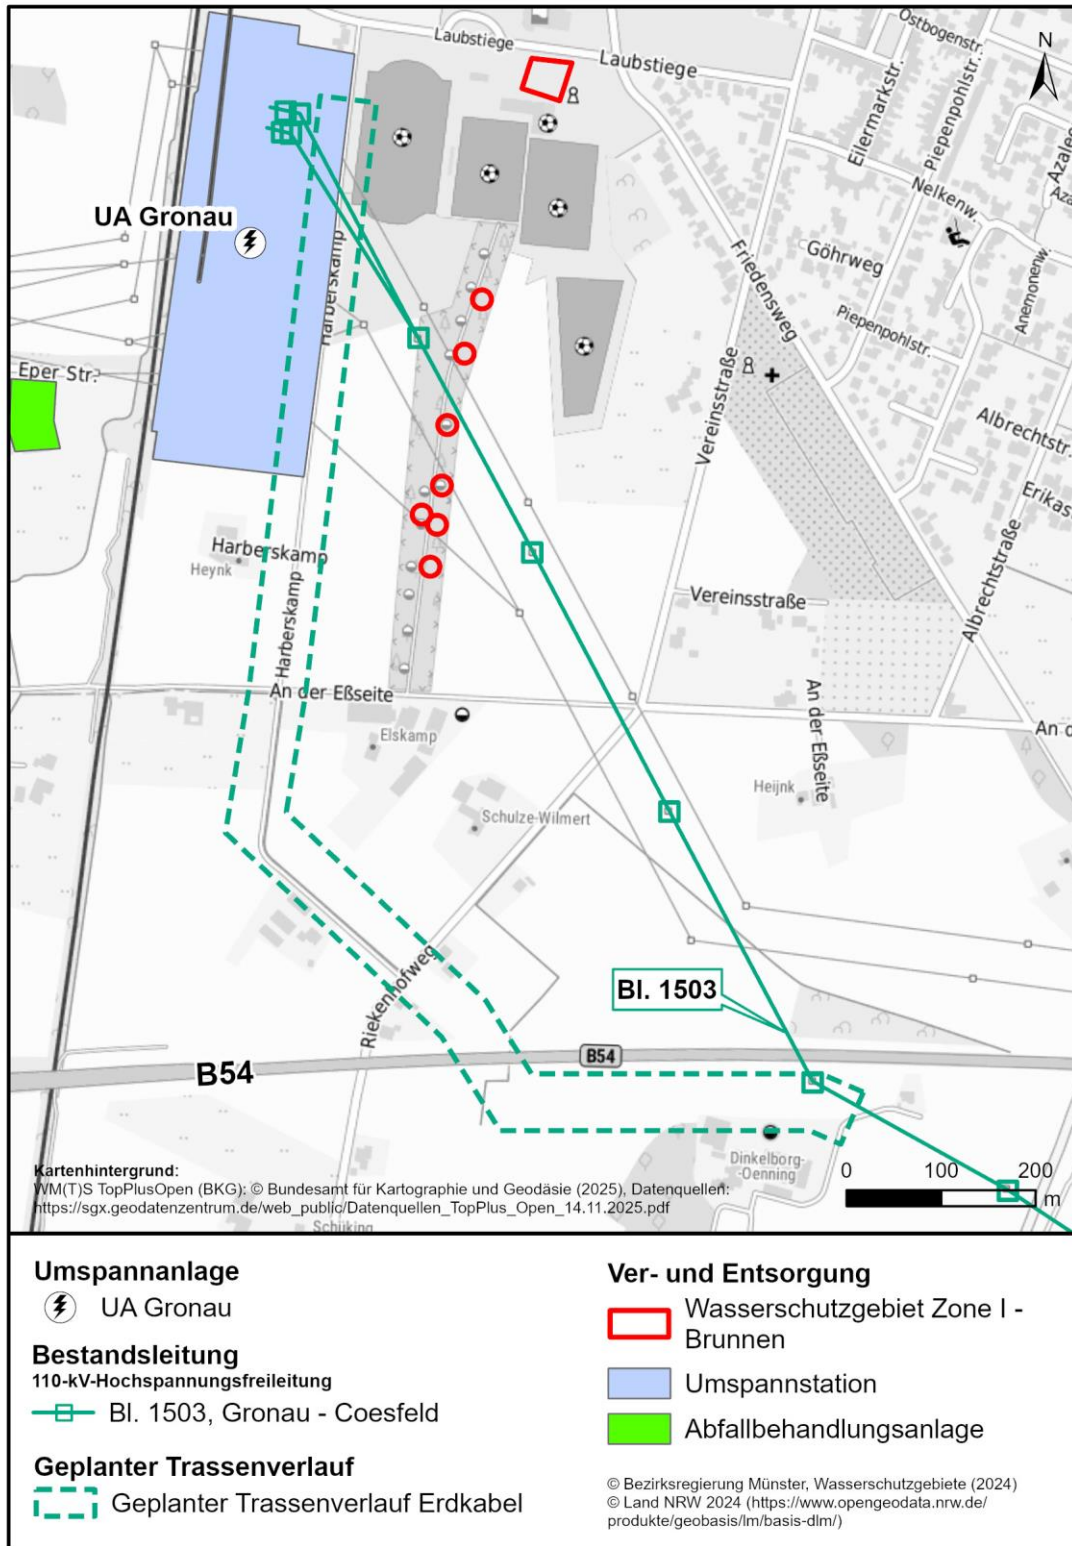 Laubstiege
Laubstiege
Ostbogenstr.
N
Eilermarkstr.
Piepenpohlstr.
Nelkenw.
UA Gronau
Göhrweg
Anemonenw.
Friedensweg
Harberskamp
Piepenpohlstr.
Eper Str.
Vereinsstraße
Albrechtstr.
Harberskamp
Heynk
Harberskamp
Vereinsstraße
Albrechtstraße
An der Eßseite
An der Eßseite
Elskamp
Heijnk
Schulze-Wilmert
Riekenhofweg
Bl. 1503
B54
B54
Dinkelborg-
-Oenning
0 100 200
m
Kartenhintergrund:
WM(T)S TopPlusOpen (BKG): © Bundesamt für Kartographie und Geodäsie (2025), Datenquellen:
https://sgx.geodatenzentrum.de/web_public/Datenquellen_TopPlus_Open_14.11.2025.pdf
Schüking
Umspannanlage
UA Gronau
Bestandsleitung
110-kV-Hochspannungsfreileitung
Bl. 1503, Gronau - Coesfeld
Geplanter Trassenverlauf
Geplanter Trassenverlauf Erdkabel
Ver- und Entsorgung
Wasserschutzgebiet Zone I -
Brunnen
Umspannstation
Abfallbehandlungsanlage
© Bezirksregierung Münster, Wasserschutzgebiete (2024)
© Land NRW 2024 (https://www.opengeodata.nrw.de/
produkte/geobasis/lm/basis-dlm/)